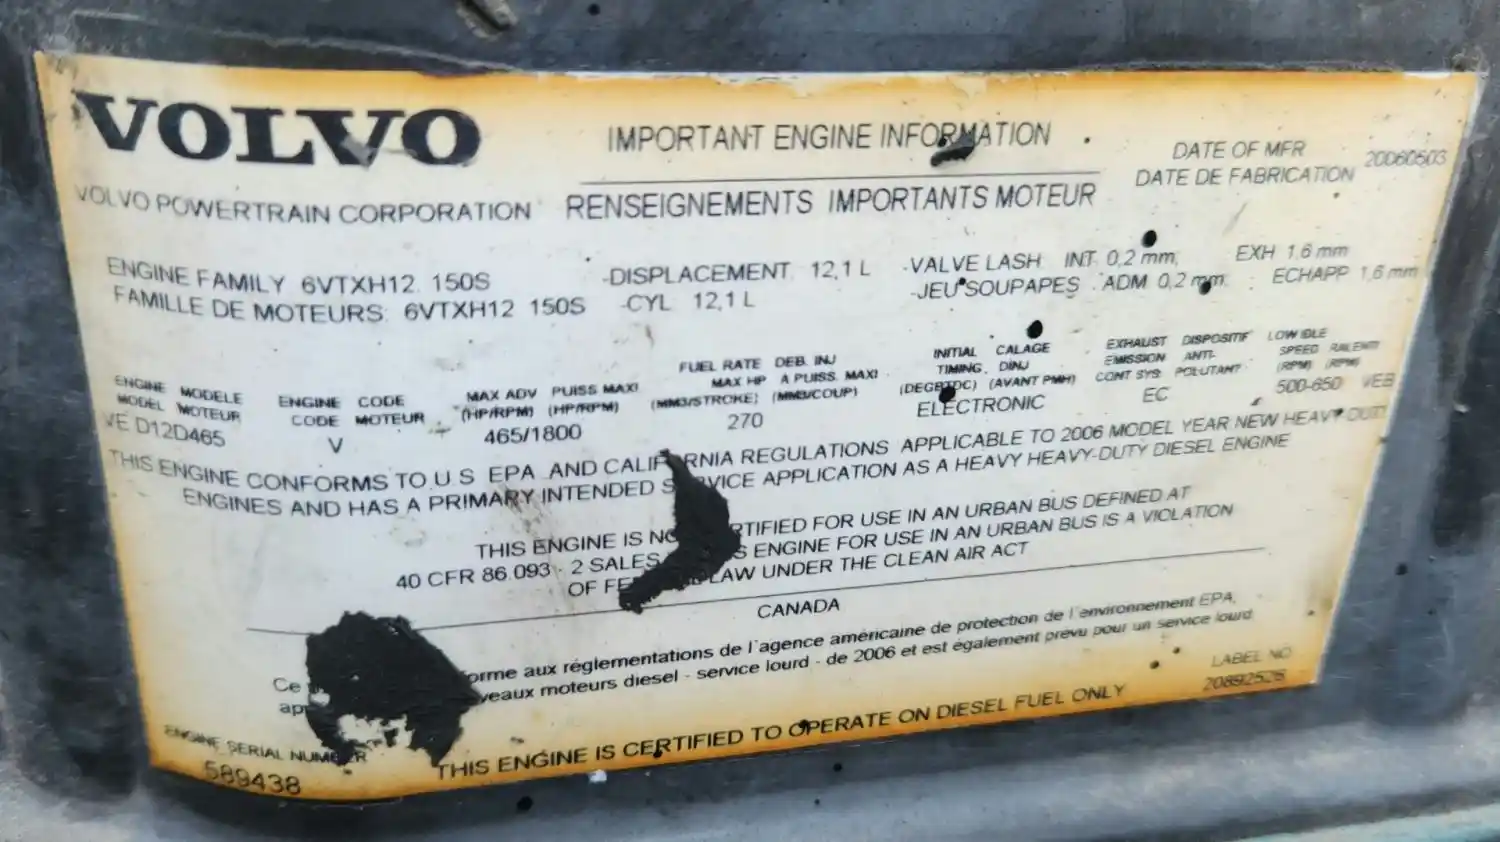 VOLVO
IMPORTANT ENGINE INFORMATION
DATE OF MFR
DATE DE FABRICATION
20060503
VOLVO POWERTRAIN CORPORATION
RENSEIGNEMENTS IMPORTANTS MOTEUR
ENGINE FAMILY 6VTXH12 150S
-DISPLACEMENT 12,1 L
-VALVE LASH INT 0,2 mm, EXH 1,6 mm
FAMILLE DE MOTEURS: 6VTXH12 150S
-CYL 12,1 L
-JEU SOUPAPES ADM 0,2 mm ECHAPP 1,6 mm
ENGINE MODELE
MODEL MOTEUR
VE D12D465
ENGINE CODE
CODE MOTEUR
V
MAX ADV PUISS MAXI
(HP/RPM) (HP/RPM)
465/1800
FUEL RATE DEB. INJ
MAX HP A PUISS. MAXI
(MM3/STROKE) (MM3/COUP)
270
INITIAL CALAGE
TIMING D'INJ
(DEGBTDC) (AVANT PMH)
ELECTRONIC
EXHAUST DISPOSITIF
EMISSION ANTI-
CONT SYS: POLUTANT
EC
LOW IDLE
SPEED RALENTI
(RPM) (RPM)
500-650 VEB
THIS ENGINE CONFORMS TO U S EPA AND CALIFORNIA REGULATIONS APPLICABLE TO 2006 MODEL YEAR NEW HEAVY DUTY
ENGINES AND HAS A PRIMARY INTENDED SERVICE APPLICATION AS A HEAVY HEAVY-DUTY DIESEL ENGINE
THIS ENGINE IS CERTIFIED FOR USE IN AN URBAN BUS DEFINED AT
40 CFR 86.093 - 2 SALES ENGINE FOR USE IN AN URBAN BUS IS A VIOLATION
OF LAW UNDER THE CLEAN AIR ACT
CANADA
Ce orme aux réglementations de l'agence américaine de protection de l'environnement EPA,
veaux moteurs diesel - service lourd - de 2006 et est également prévu pour un service lourd
LABEL NO
20892528
THIS ENGINE IS CERTIFIED TO OPERATE ON DIESEL FUEL ONLY
ENGINE SERIAL NUMBER
589438